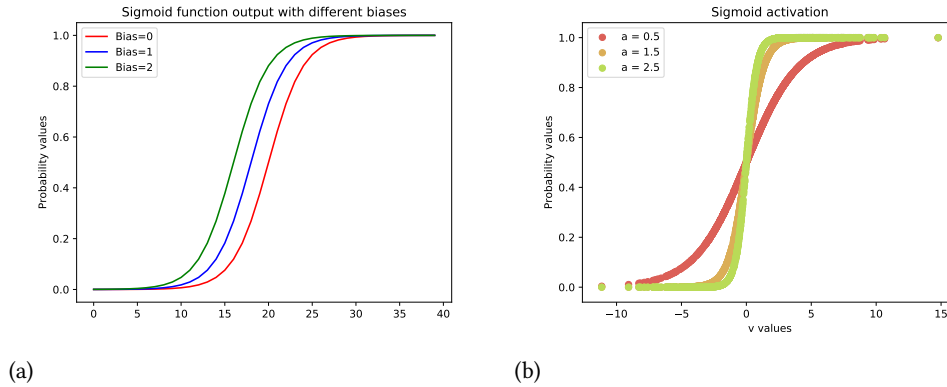 Sigmoid function output with different biases
Bias=0
Bias=1
Bias=2
Probability values
1.0
0.8
0.6
0.4
0.2
0.0
0 5 10 15 20 25 30 35 40
(a)
Sigmoid activation
a = 0.5
a = 1.5
a = 2.5
Probability values
1.0
0.8
0.6
0.4
0.2
0.0
−10 −5 0 5 10 15
v values
(b)